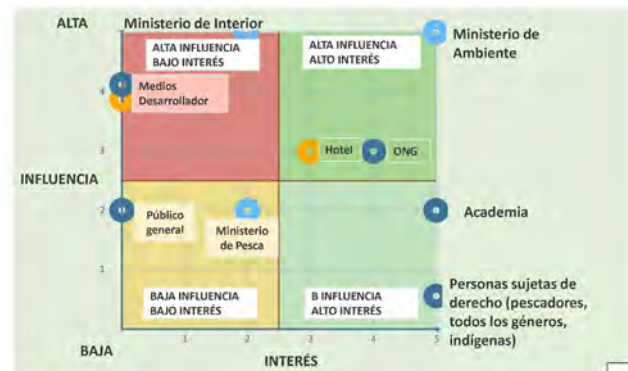 ALTA
Ministerio de Interior
ALTA INFLUENCIA
BAJO INTERÉS
ALTA INFLUENCIA
ALTO INTERÉS
Ministerio de
Ambiente
4
Medios
Desarrollador
3
Hotel
ONG
INFLUENCIA
2
Público
general
Ministerio
de Pesca
Academia
1
BAJA INFLUENCIA
BAJO INTERÉS
B INFLUENCIA
ALTO INTERÉS
Personas sujetas de
derecho (pescadores,
todos los géneros,
indígenas)
BAJA
1
2
3
4
5
INTERÉS